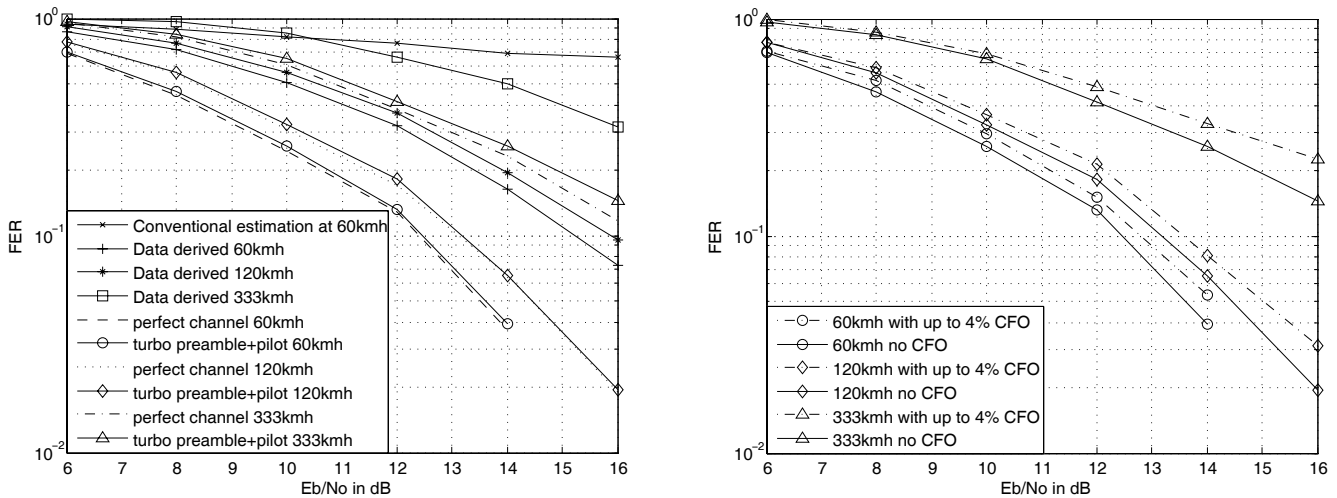 10^0
10^-1
10^-2
FER
6 7 8 9 10 11 12 13 14 15 16
Eb/No in dB
Conventional estimation at 60kmh
Data derived 60kmh
Data derived 120kmh
Data derived 333kmh
perfect channel 60kmh
turbo preamble+pilot 60kmh
perfect channel 120kmh
turbo preamble+pilot 120kmh
perfect channel 333kmh
turbo preamble+pilot 333kmh
10^0
10^-1
10^-2
FER
6 7 8 9 10 11 12 13 14 15 16
Eb/No in dB
60kmh with up to 4% CFO
60kmh no CFO
120kmh with up to 4% CFO
120kmh no CFO
333kmh with up to 4% CFO
333kmh no CFO